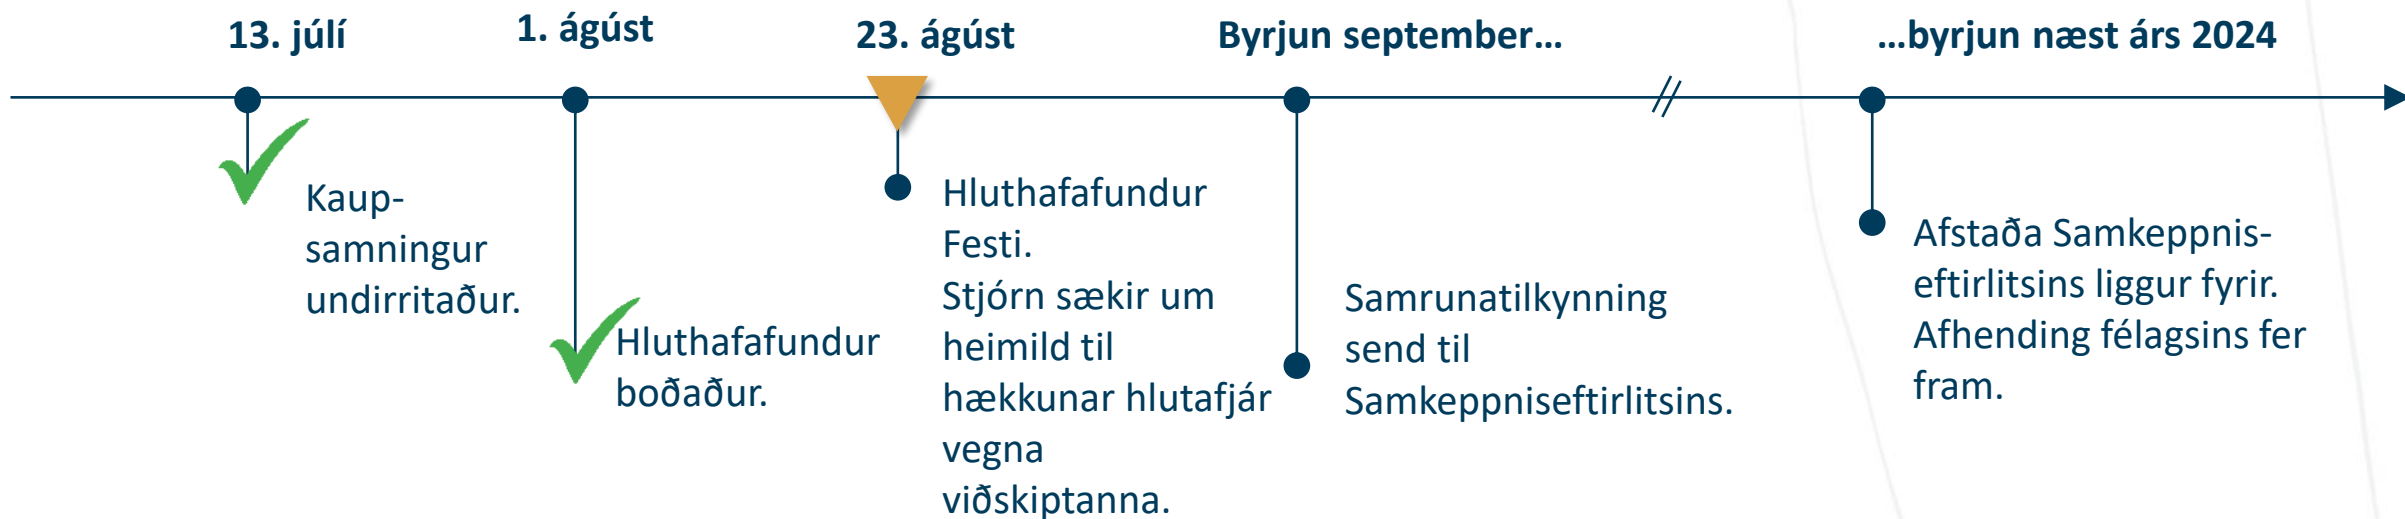 13. júlí
1. ágúst
23. ágúst
Byrjun september…
…byrjun næst árs 2024
Kaup-
samningur
undirritaður.
Hluthafafundur
boðaður.
Hluthafafundur
Festi.
Stjórn sækir um
heimild til
hækkunar hlutafjár
vegna
viðskiptanna.
Samrunatilkynning
send til
Samkeppniseftirlitsins.
Afstaða Samkeppnis-
eftirlitsins liggur fyrir.
Afhending félagsins fer
fram.